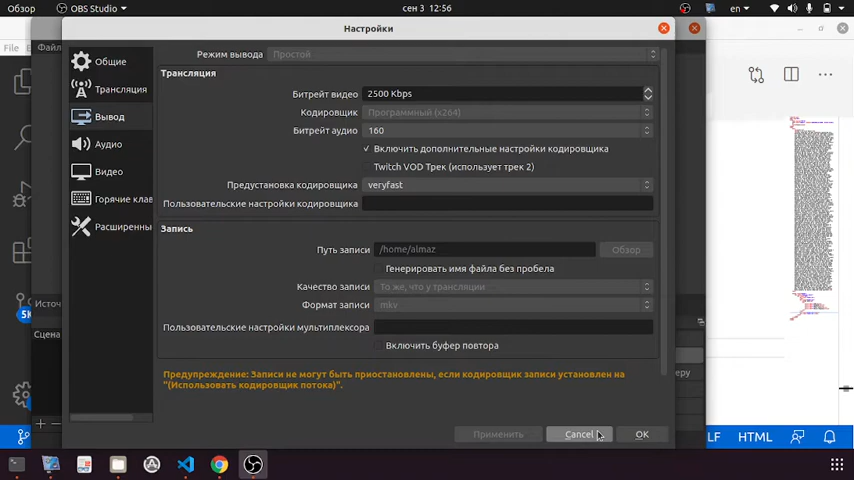 Обзор OBS Studio сен 3 12:56 en
Настройки
File Файл
Общие
Трансляция
Вывод
Аудио
Видео
Горячие клав
Расширенны
Режим вывода Простой
Трансляция
Битрейт видео 2500 Kbps
Кодировщик Программный (x264)
Битрейт аудио 160
Включить дополнительные настройки кодировщика
Twitch VOD Трек (использует трек 2)
Предустановка кодировщика veryfast
Пользовательские настройки кодировщика
Запись
Путь записи /home/almaz Обзор
Генерировать имя файла без пробела
Качество записи То же, что у трансляции
Формат записи mkv
Пользовательские настройки мультиплексора
Включить буфер повтора
Предупреждение: Записи не могут быть приостановлены, если кодировщик записи установлен на
"(Использовать кодировщик потока)".
Источ
Сцена
5K
Применить Cancel OK
LF HTML